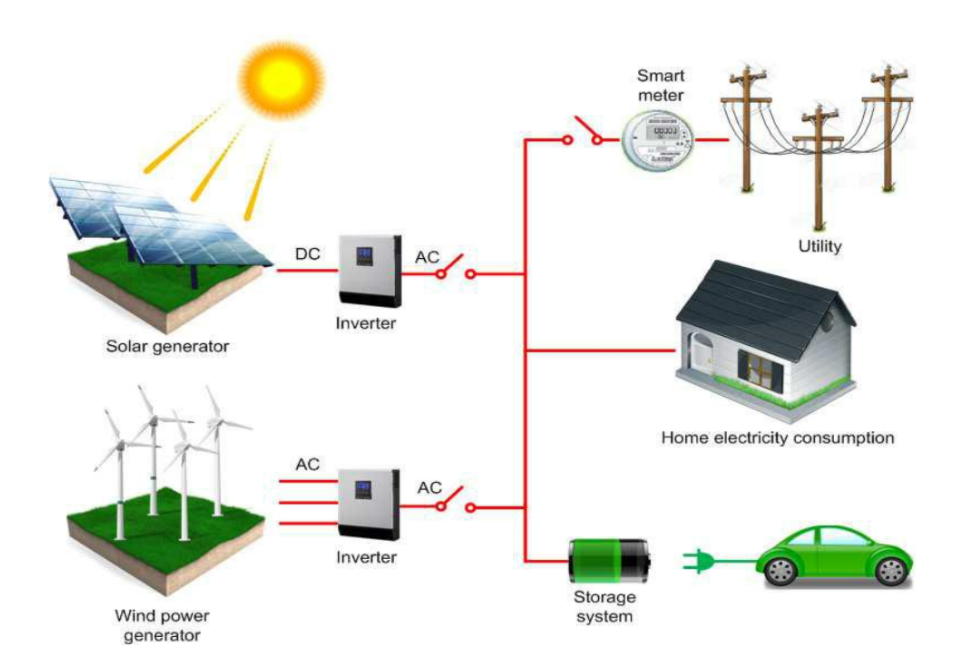 Smart
meter
Utility
DC
AC
Inverter
Solar generator
Home electricity consumption
AC
AC
Inverter
Wind power
generator
Storage
system